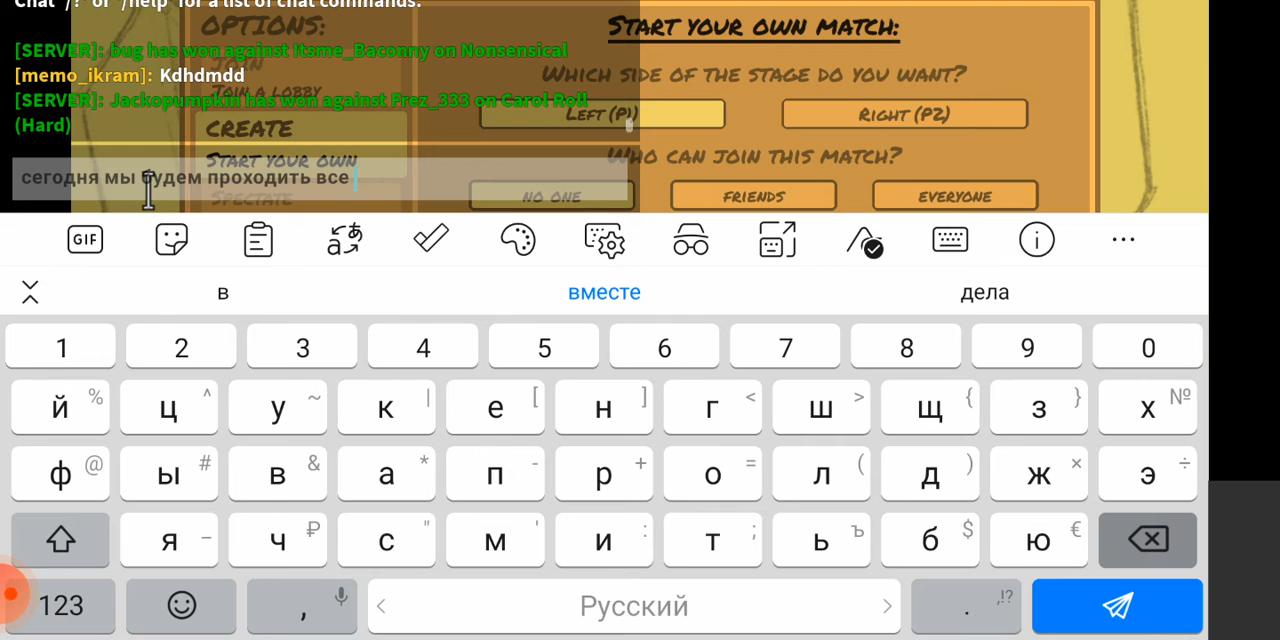 Chat '/?' or '/help' for a list of chat commands.
[SERVER]: bug has won against Itsme_Baconny on Nonsensical
[memo_ikram]: Kdhdmdd
[SERVER]: Jackopumpkin has won against Prez_333 on Carol Roll
(Hard)
сегодня мы будем проходить все
OPTIONS:
JOIN
JOIN A LOBBY
CREATE
START YOUR OWN
SPECTATE
START YOUR OWN MATCH:
WHICH SIDE OF THE STAGE DO YOU WANT?
LEFT (P1)
RIGHT (P2)
WHO CAN JOIN THIS MATCH?
NO ONE
FRIENDS
EVERYONE
GIF
в вместе дела
1 2 3 4 5 6 7 8 9 0
й % ц ^ у ~ к | е [ н ] г < ш > щ { з } х №
ф @ ы # в & а * п - р + о = л ( д ) ж × э ÷
я – ч ₽ с " м ' и : т ; ь ъ б $ ю €
123 , < Русский > . ,!?